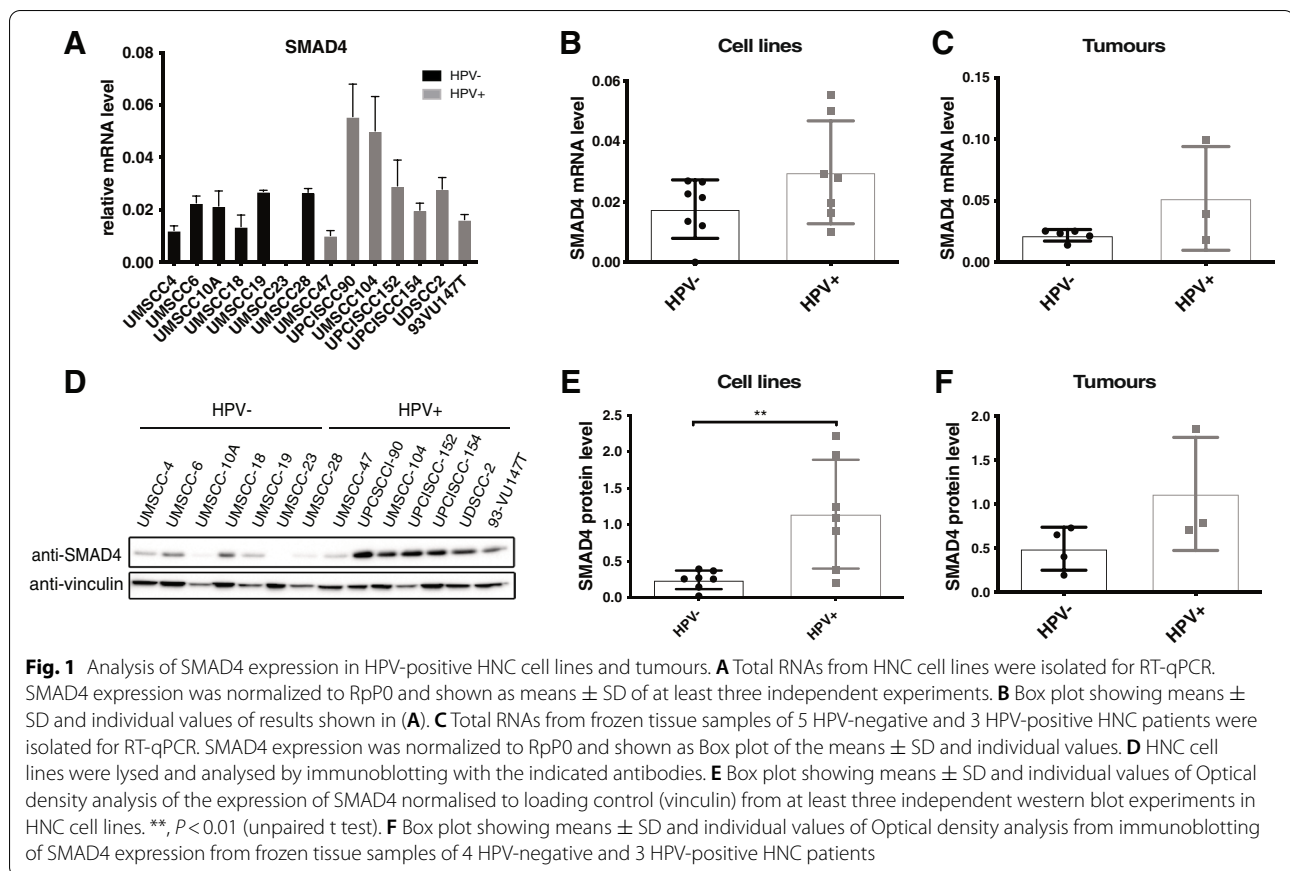 A
SMAD4
relative mRNA level
0.08
0.06
0.04
0.02
0.00
HPV-
HPV+
UMSCC4
UMSCC6
UMSCC10A
UMSCC18
UMSCC19
UMSCC23
UMSCC28
UMSCC47
UPCISCC90
UMSCC104
UPCISCC152
UPCISCC154
UDSCC2
93VU147T
B
Cell lines
SMAD4 mRNA level
0.06
0.04
0.02
0.00
HPV-
HPV+
C
Tumours
SMAD4 mRNA level
0.15
0.10
0.05
0.00
HPV-
HPV+
D
HPV-
HPV+
UMSCC-4
UMSCC-6
UMSCC-10A
UMSCC-18
UMSCC-19
UMSCC-23
UMSCC-28
UMSCC-47
UPCSCCI-90
UMSCC-104
UPCISCC-152
UPCISCC-154
UDSCC-2
93-VU147T
anti-SMAD4
anti-vinculin
E
Cell lines
SMAD4 protein level
2.5
2.0
1.5
1.0
0.5
0.0
**
HPV-
HPV+
F
Tumours
SMAD4 protein level
2.0
1.5
1.0
0.5
0.0
HPV-
HPV+
Fig. 1 Analysis of SMAD4 expression in HPV-positive HNC cell lines and tumours. A Total RNAs from HNC cell lines were isolated for RT-qPCR.
SMAD4 expression was normalized to RpP0 and shown as means ± SD of at least three independent experiments. B Box plot showing means ±
SD and individual values of results shown in (A). C Total RNAs from frozen tissue samples of 5 HPV-negative and 3 HPV-positive HNC patients were
isolated for RT-qPCR. SMAD4 expression was normalized to RpP0 and shown as Box plot of the means ± SD and individual values. D HNC cell
lines were lysed and analysed by immunoblotting with the indicated antibodies. E Box plot showing means ± SD and individual values of Optical
density analysis of the expression of SMAD4 normalised to loading control (vinculin) from at least three independent western blot experiments in
HNC cell lines. **, P < 0.01 (unpaired t test). F Box plot showing means ± SD and individual values of Optical density analysis from immunoblotting
of SMAD4 expression from frozen tissue samples of 4 HPV-negative and 3 HPV-positive HNC patients